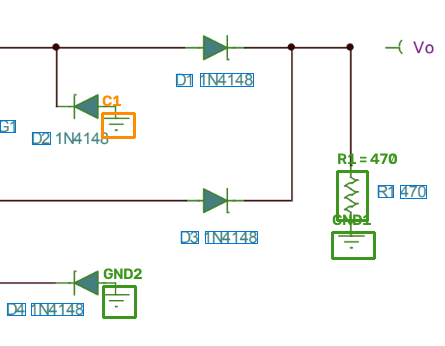 Vo
D1 1N4148
C1
G1
D2 1N4148
R1 = 470
R1 470
GND1
D3 1N4148
GND2
D4 1N4148